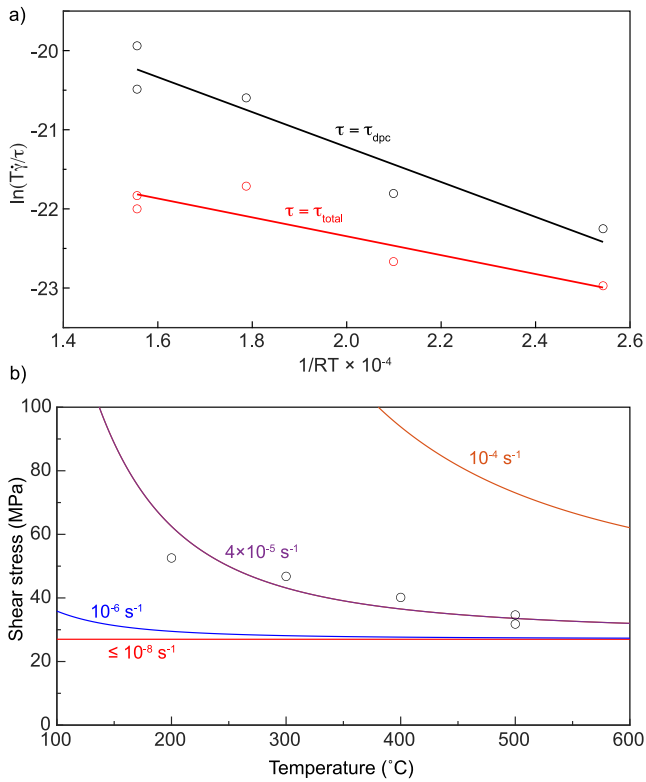 a)
-20
-21
-22
-23
ln(Tγ̇/τ)
τ = τdpc
τ = τtotal
1.4 1.6 1.8 2.0 2.2 2.4 2.6
1/RT × 10⁻⁴
b)
100
80
60
40
20
0
Shear stress (MPa)
10⁻⁴ s⁻¹
4×10⁻⁵ s⁻¹
10⁻⁶ s⁻¹
≤ 10⁻⁸ s⁻¹
100 200 300 400 500 600
Temperature (˚C)